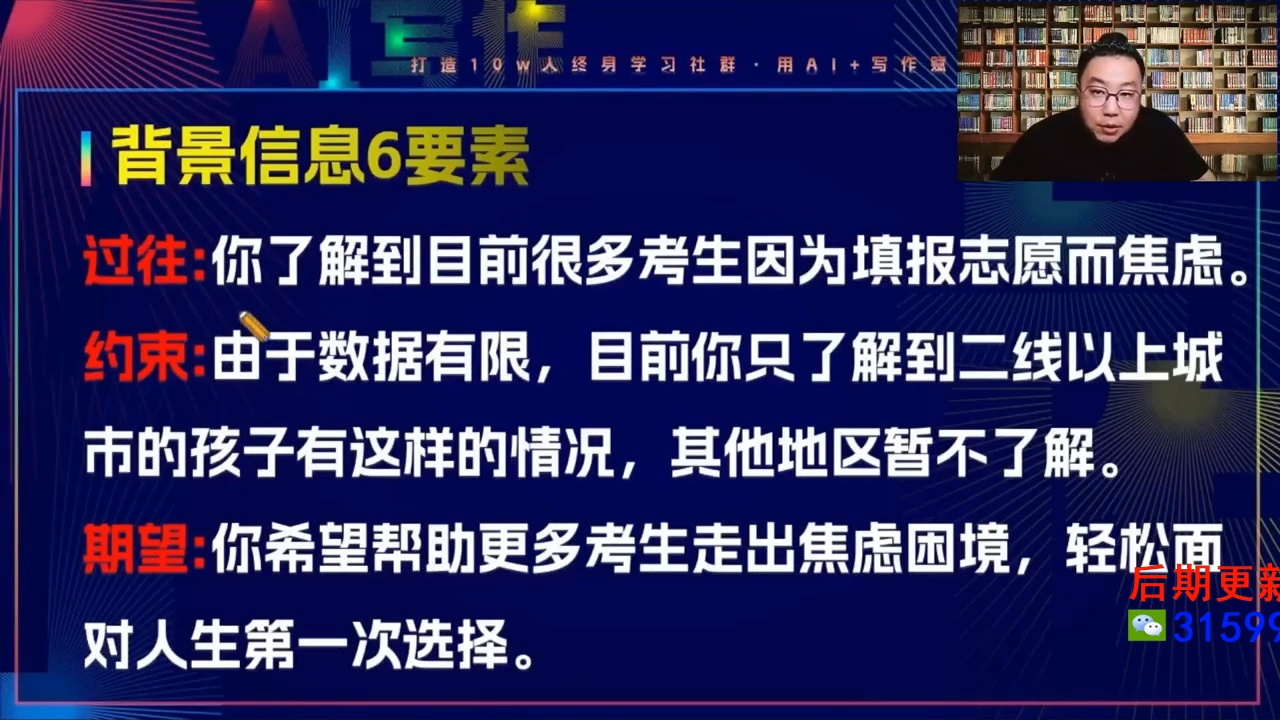 AI写作
打造10w人终身学习社群·用AI+写作赋
背景信息6要素
过往:你了解到目前很多考生因为填报志愿而焦虑。
约束:由于数据有限，目前你只了解到二线以上城
市的孩子有这样的情况，其他地区暂不了解。
期望:你希望帮助更多考生走出焦虑困境，轻松面
对人生第一次选择。
后期更新
31599